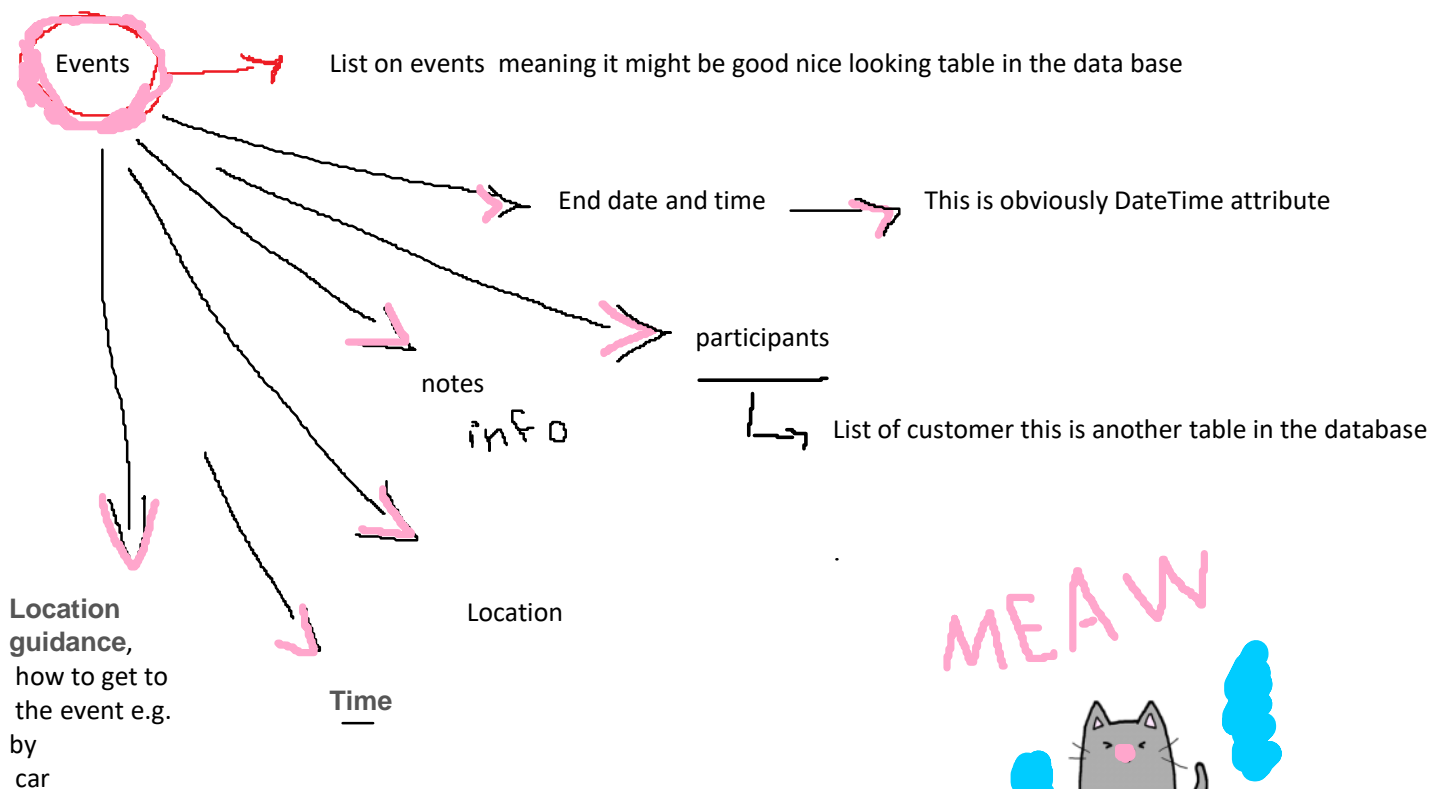 Events
List on events meaning it might be good nice looking table in the data base
End date and time
This is obviously DateTime attribute
participants
notes
info
List of customer this is another table in the database
Location
guidance,
how to get to
the event e.g.
by
car
Location
Time
MEAW